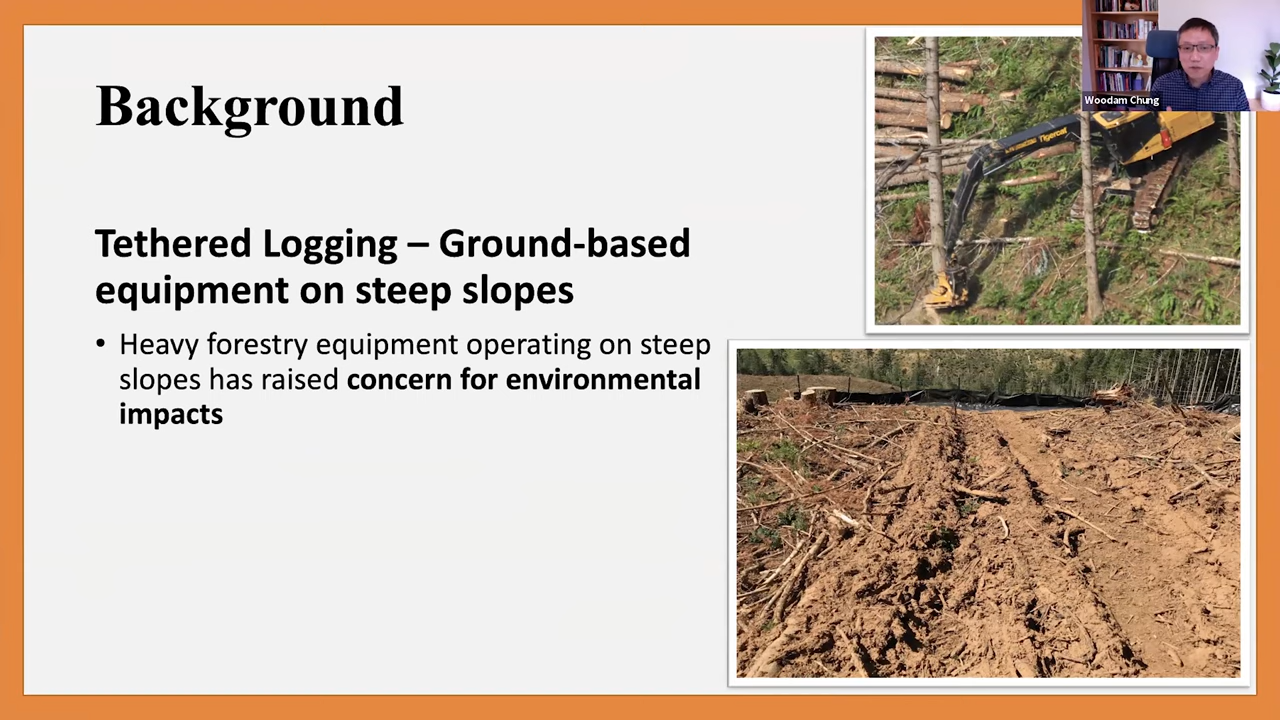 Background
Woodam Chung
Tigercat
Tethered Logging – Ground-based
equipment on steep slopes
• Heavy forestry equipment operating on steep
slopes has raised concern for environmental
impacts